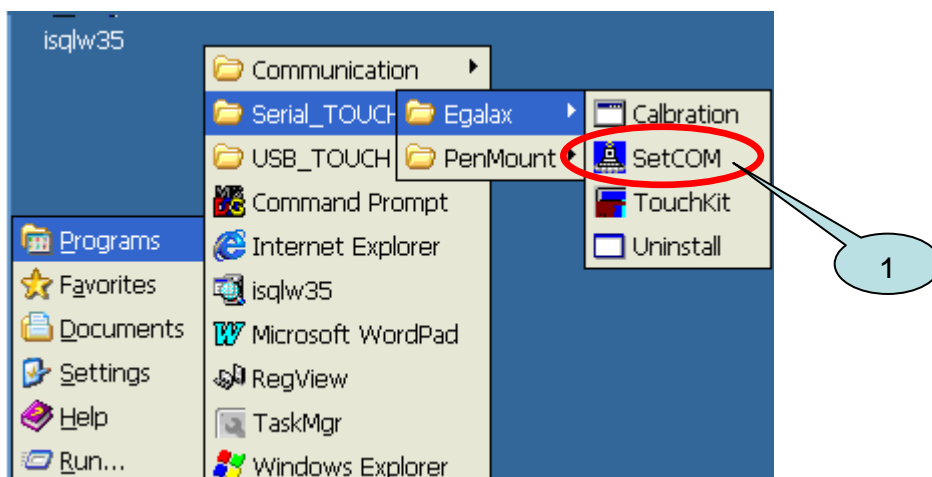 isqlw35
Communication
Serial_TOUCH
USB_TOUCH
Command Prompt
Internet Explorer
isqlw35
Microsoft WordPad
RegView
TaskMgr
Windows Explorer
Egalax
PenMount
Calbration
SetCOM
TouchKit
Uninstall
1
Programs
Favorites
Documents
Settings
Help
Run...